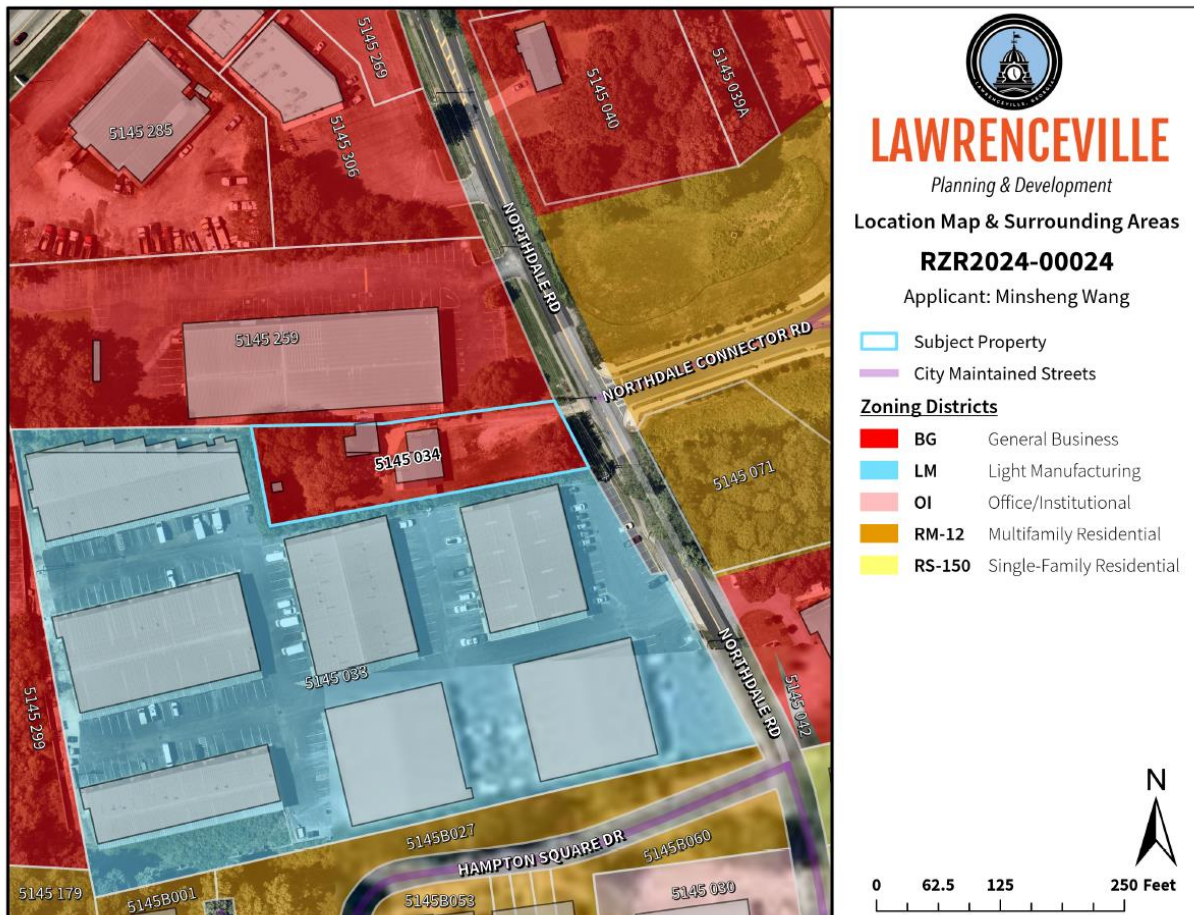 5145 269
5145 285
5145 306
5145 040
5145 039A
NORTHDALE RD
5145 259
NORTHDALE CONNECTOR RD
5145 034
5145 071
5145 033
5145 299
NORTHDALE RD
5145 042
5145B027
HAMPTON SQUARE DR
5145B060
5145 179
5145B001
5145B053
5145 030
LAWRENCEVILLE, GEORGIA
LAWRENCEVILLE
Planning & Development
Location Map & Surrounding Areas
RZR2024-00024
Applicant: Minsheng Wang
Subject Property
City Maintained Streets
Zoning Districts
BG General Business
LM Light Manufacturing
OI Office/Institutional
RM-12 Multifamily Residential
RS-150 Single-Family Residential
N
0 62.5 125 250 Feet